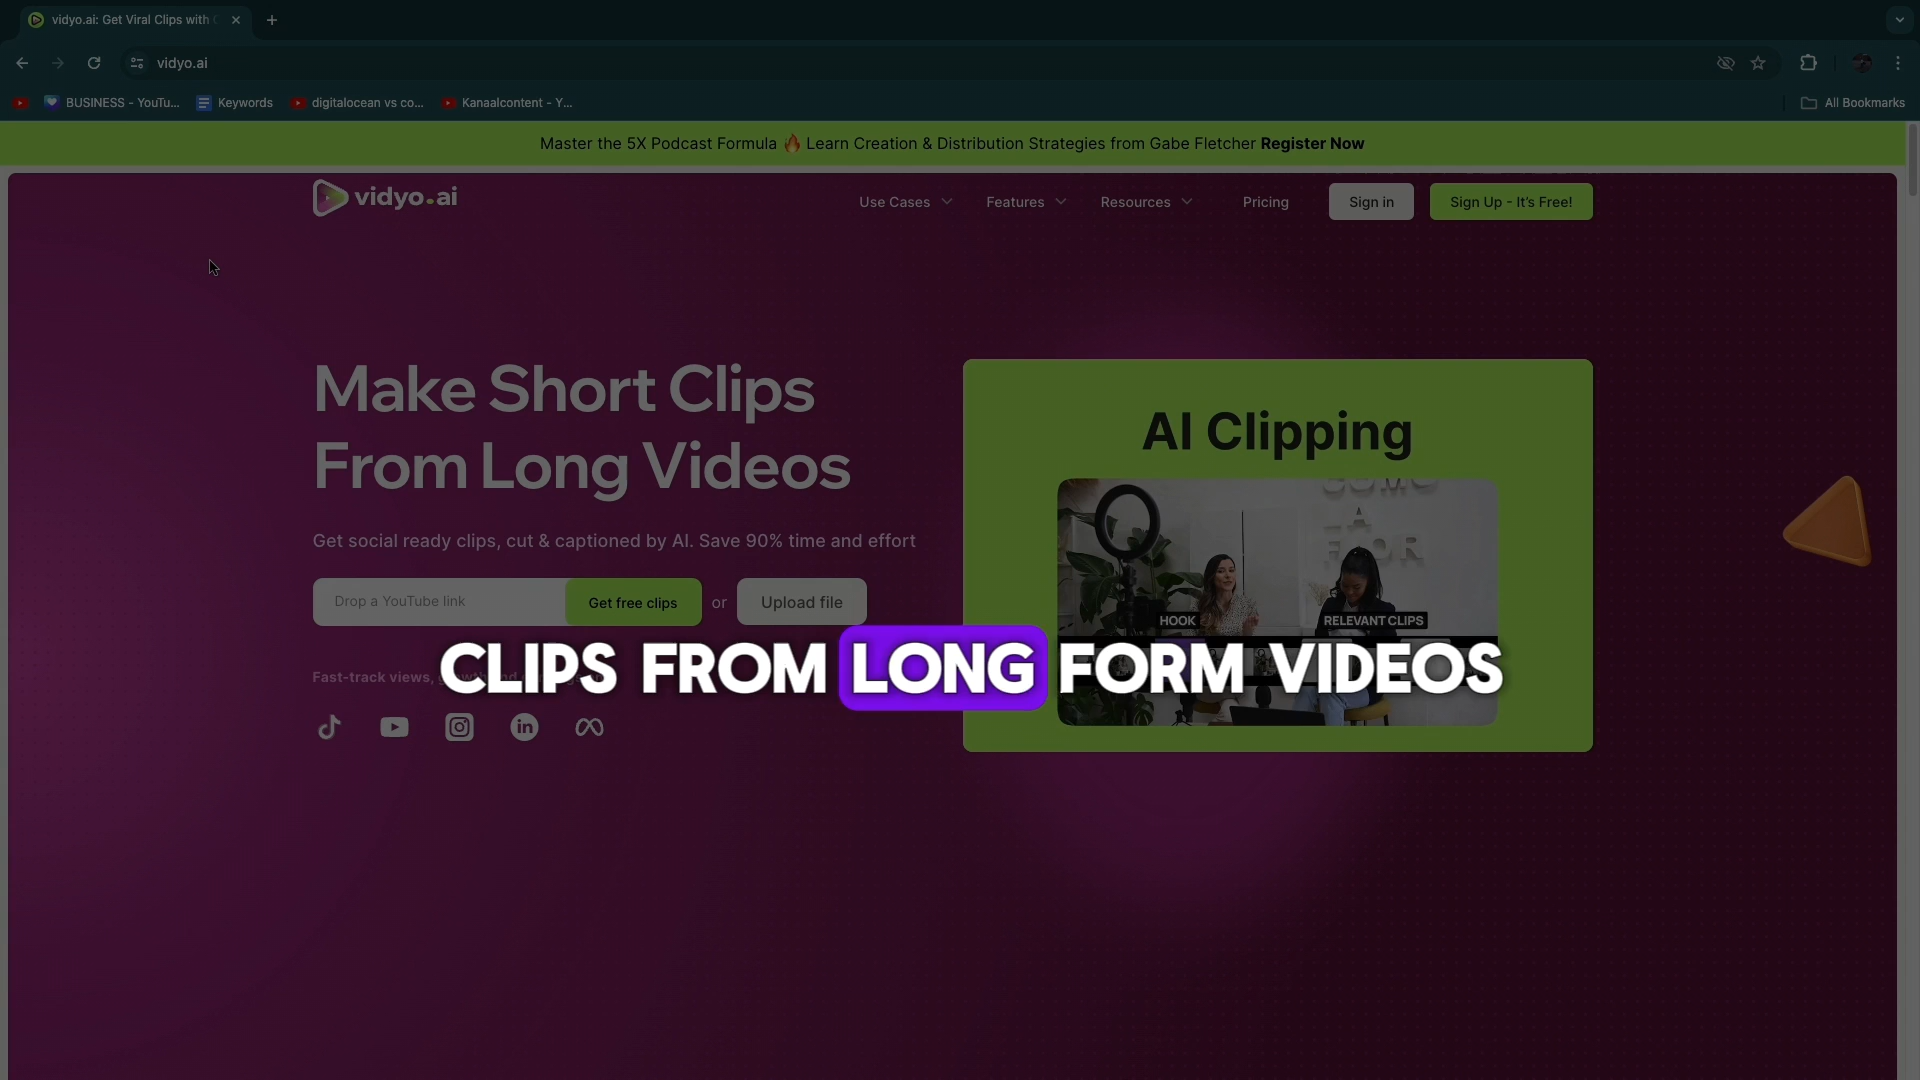 vidyo.ai: Get Viral Clips with
vidyo.ai
BUSINESS - YouTu...
Keywords
digitalocean vs co...
Kanaalcontent - Y...
All Bookmarks
Master the 5X Podcast Formula 🔥 Learn Creation & Distribution Strategies from Gabe Fletcher Register Now
vidyo.ai
Use Cases
Features
Resources
Pricing
Sign in
Sign Up - It's Free!
Make Short Clips
From Long Videos
Get social ready clips, cut & captioned by AI. Save 90% time and effort
Drop a YouTube link
Get free clips
or
Upload file
Fast-track views,
AI Clipping
HOOK
RELEVANT CLIPS
CLIPS FROM LONG FORM VIDEOS